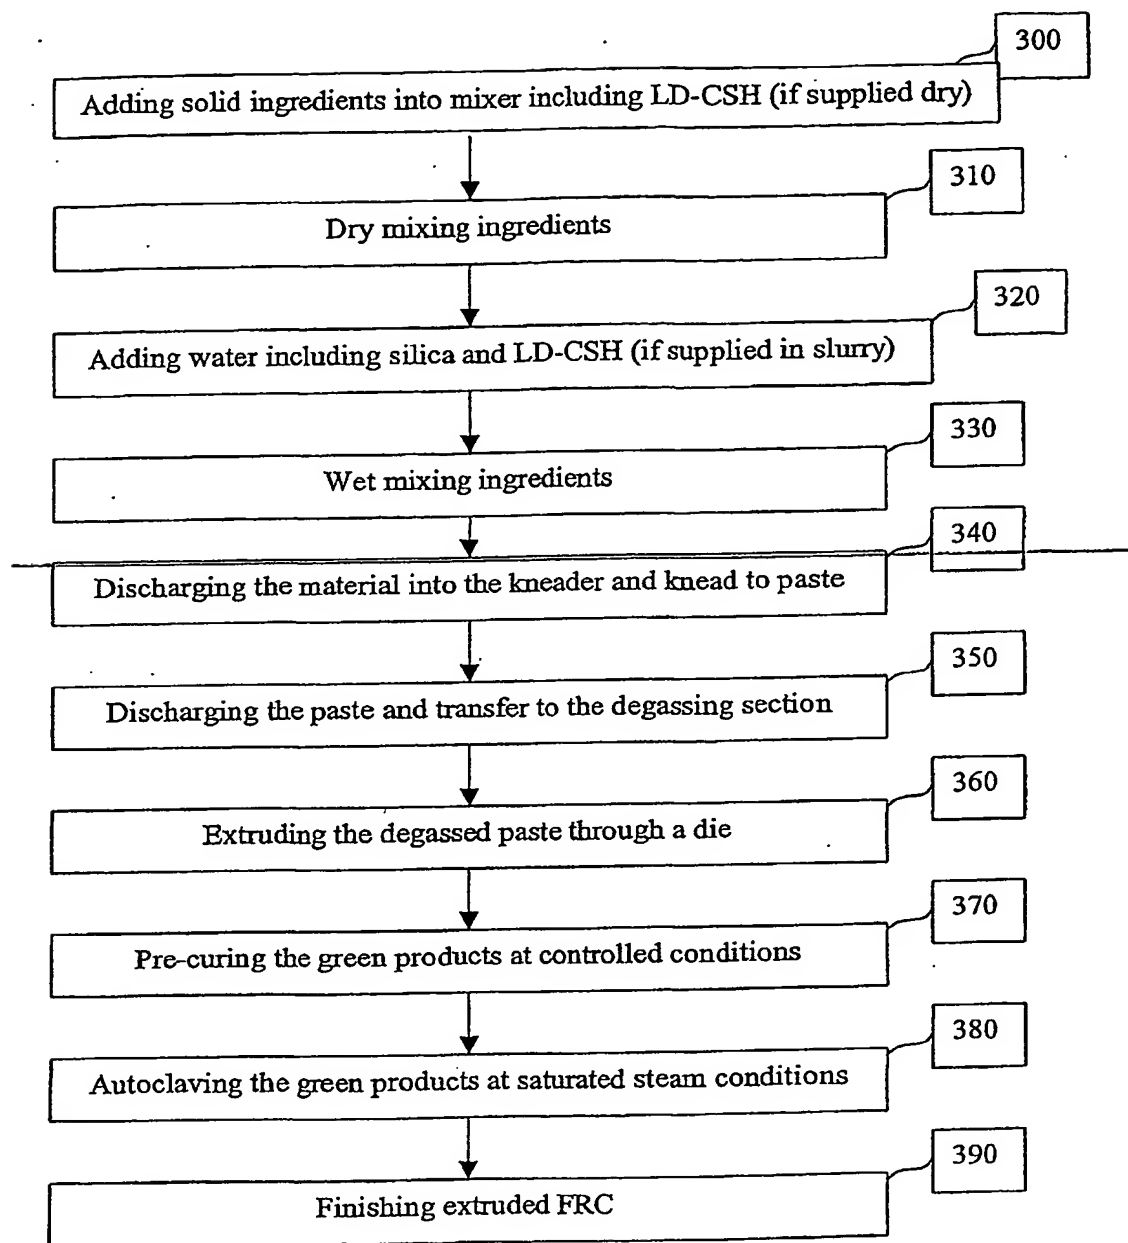 300
Adding solid ingredients into mixer including LD-CSH (if supplied dry)
310
Dry mixing ingredients
320
Adding water including silica and LD-CSH (if supplied in slurry)
330
Wet mixing ingredients
340
Discharging the material into the kneader and knead to paste
350
Discharging the paste and transfer to the degassing section
360
Extruding the degassed paste through a die
370
Pre-curing the green products at controlled conditions
380
Autoclaving the green products at saturated steam conditions
390
Finishing extruded FRC